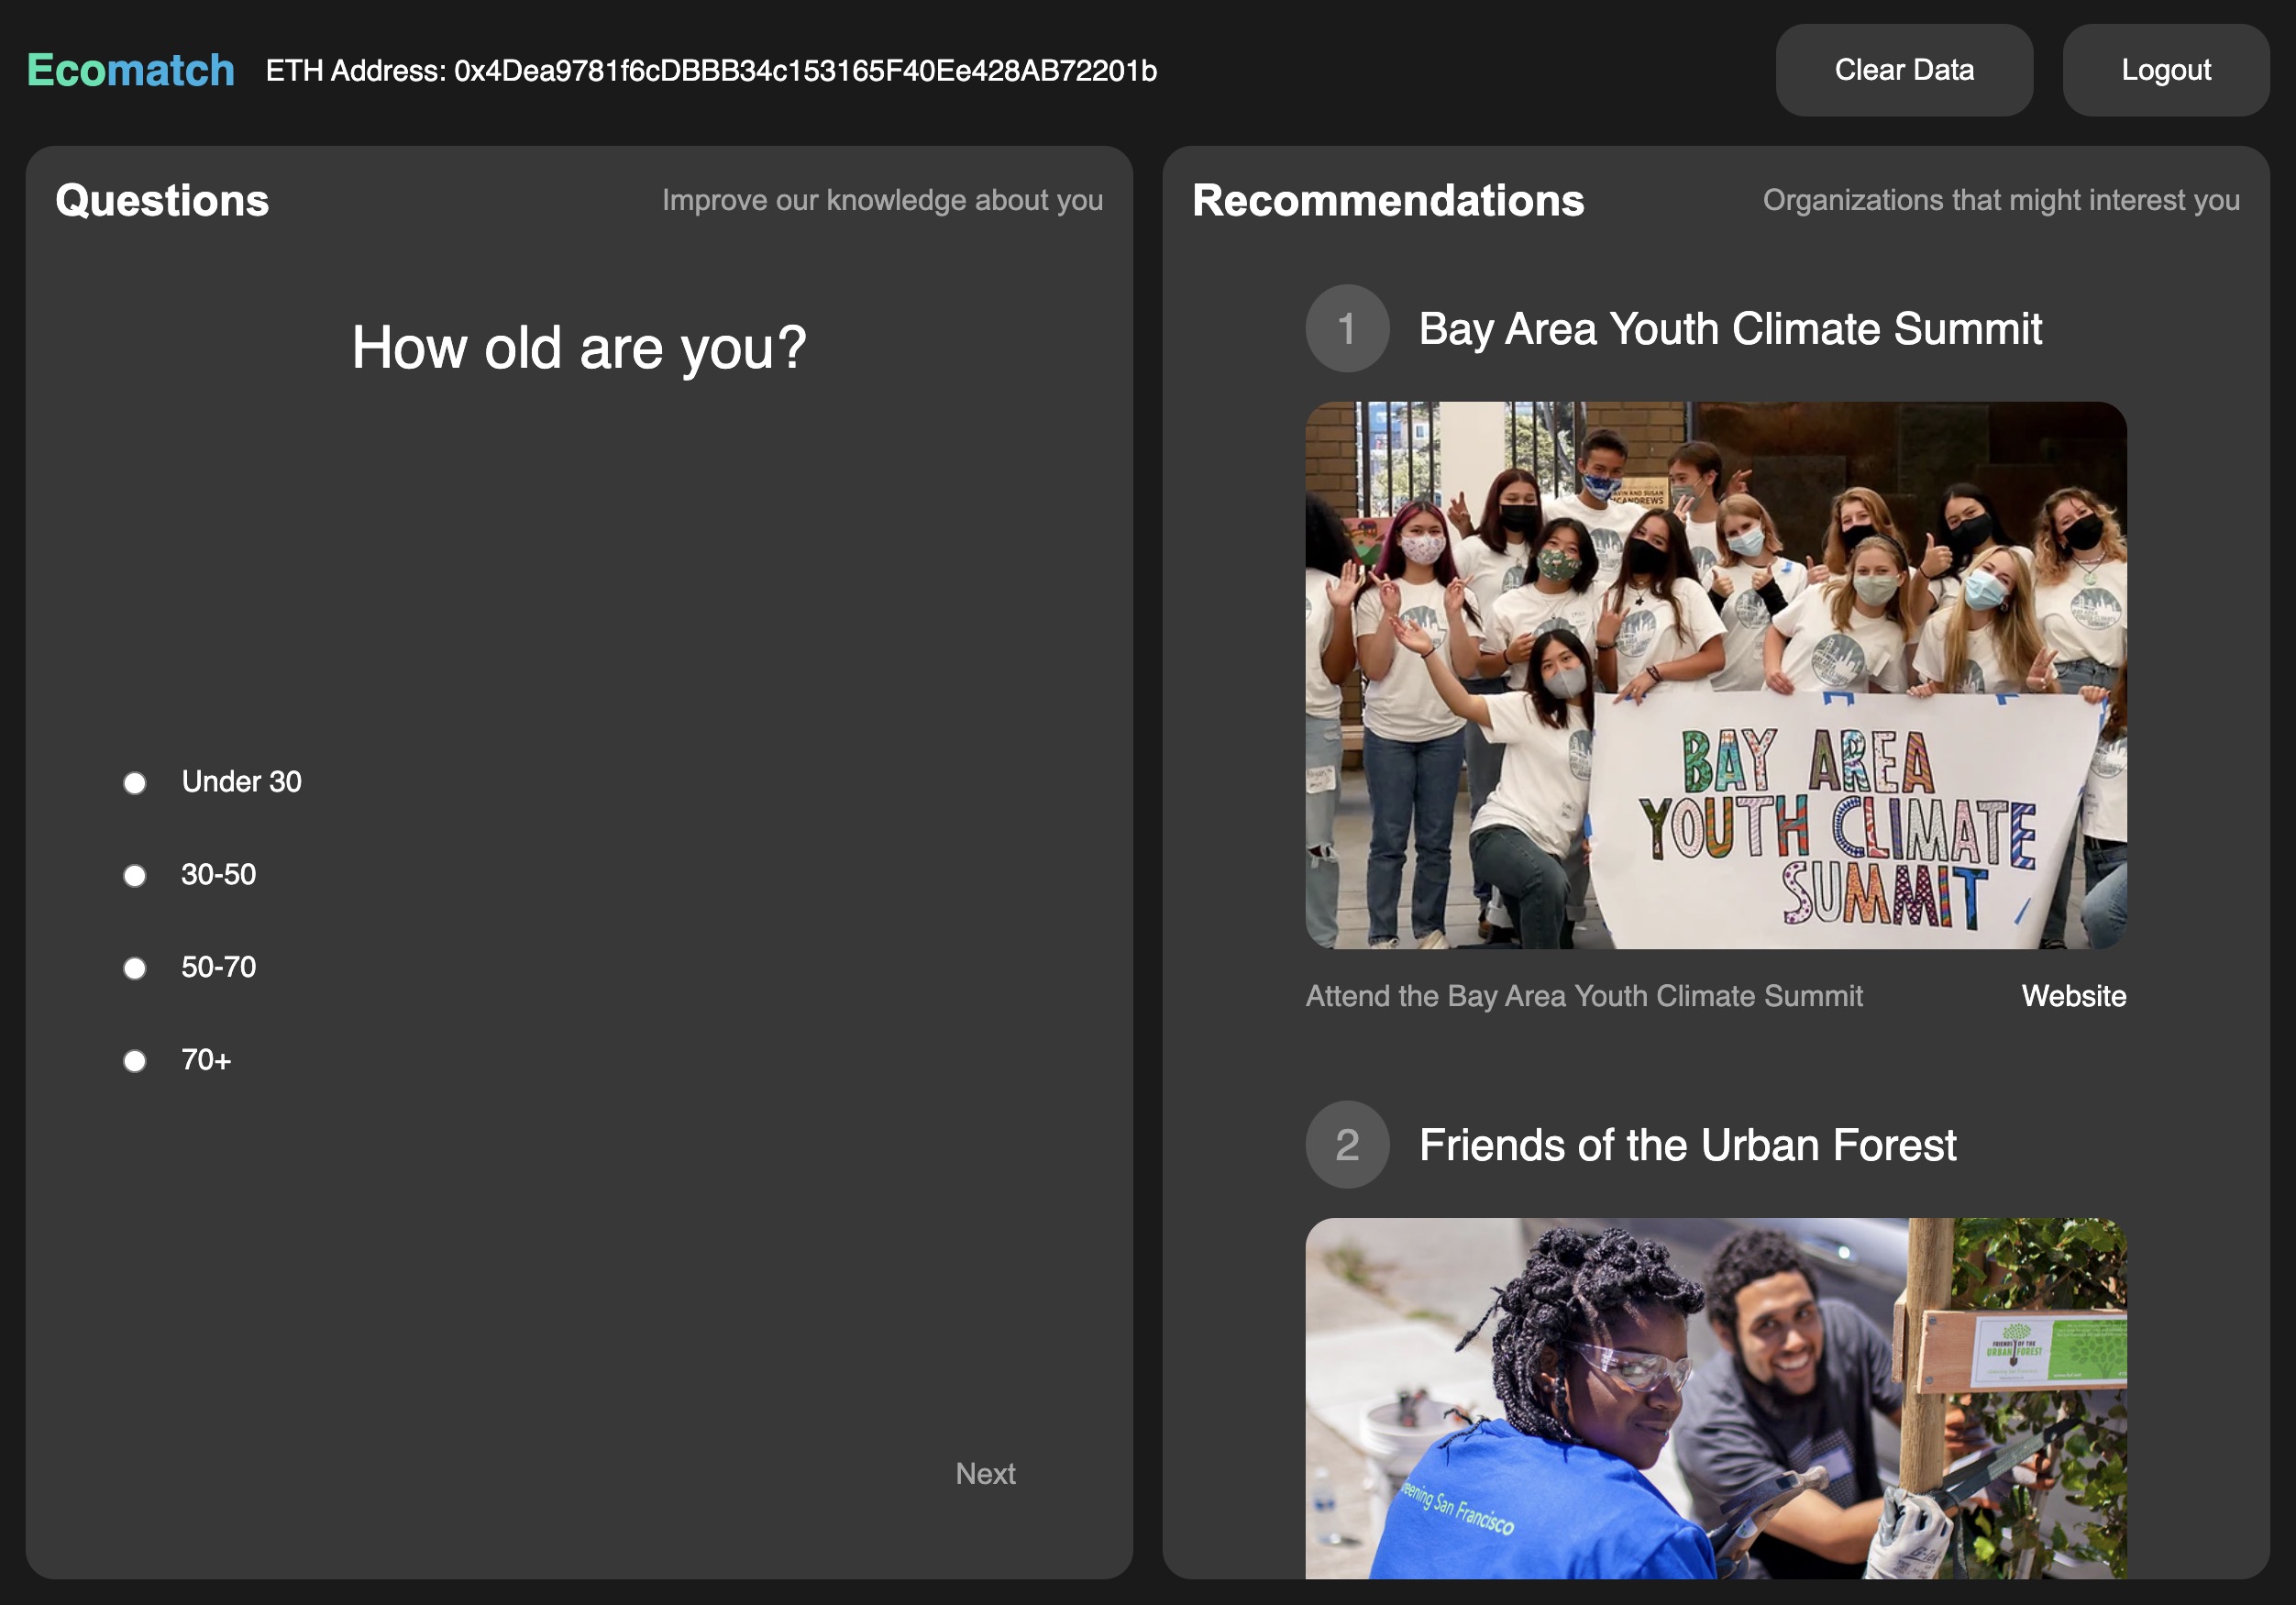 Ecomatch
ETH Address: 0x4Dea9781f6cDBBB34c153165F40Ee428AB72201b
Clear Data
Logout
Questions
Improve our knowledge about you
How old are you?
Under 30
30-50
50-70
70+
Next
Recommendations
Organizations that might interest you
1
Bay Area Youth Climate Summit
BAY AREA
YOUTH CLIMATE
SUMMIT
Attend the Bay Area Youth Climate Summit
Website
2
Friends of the Urban Forest
FRIENDS OF THE
URBAN FOREST
eening San Francisco